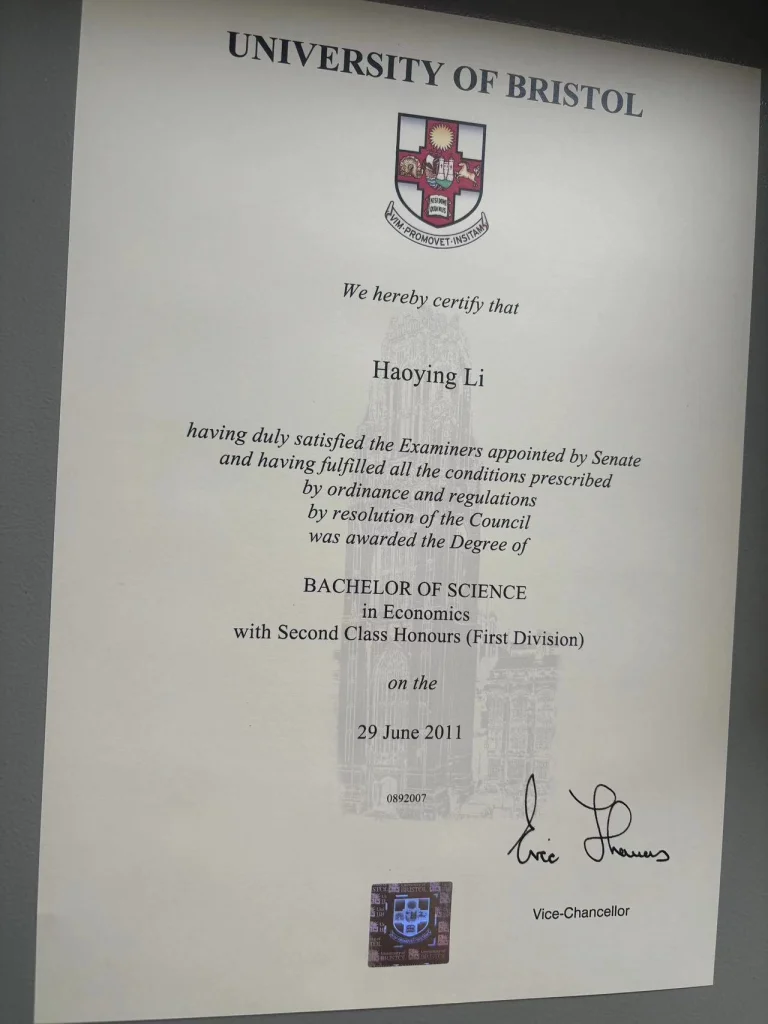 UNIVERSITY OF BRISTOL
VIM·PROMOVET·INSITAM
We hereby certify that
Haoying Li
having duly satisfied the Examiners appointed by Senate
and having fulfilled all the conditions prescribed
by ordinance and regulations
by resolution of the Council
was awarded the Degree of
BACHELOR OF SCIENCE
in Economics
with Second Class Honours (First Division)
on the
29 June 2011
0892007
Eric Thomas
Vice-Chancellor